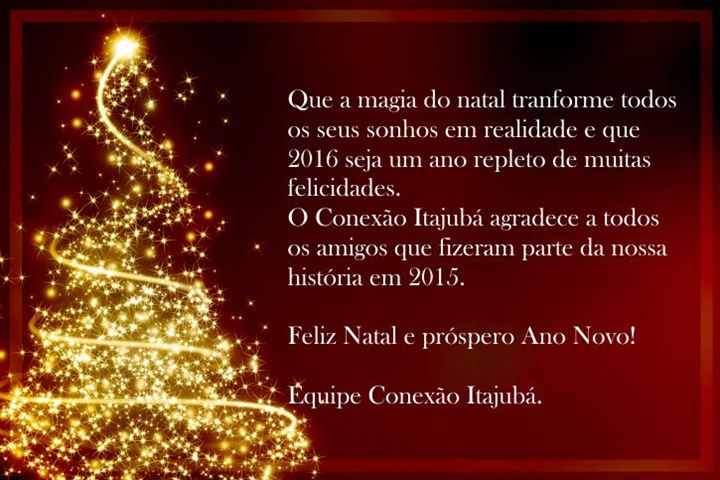 Que a magia do natal tranforme todos
os seus sonhos em realidade e que
2016 seja um ano repleto de muitas
felicidades.
O Conexão Itajubá agradece a todos
os amigos que fizeram parte da nossa
história em 2015.
Feliz Natal e próspero Ano Novo!
Equipe Conexão Itajubá.